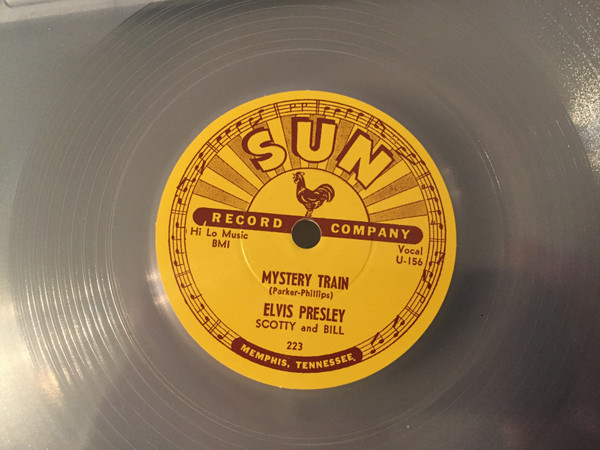 SUN
RECORD COMPANY
Hi Lo Music
BMI
Vocal
U-156
MYSTERY TRAIN
(Parker-Phillips)
ELVIS PRESLEY
SCOTTY and BILL
223
MEMPHIS, TENNESSEE